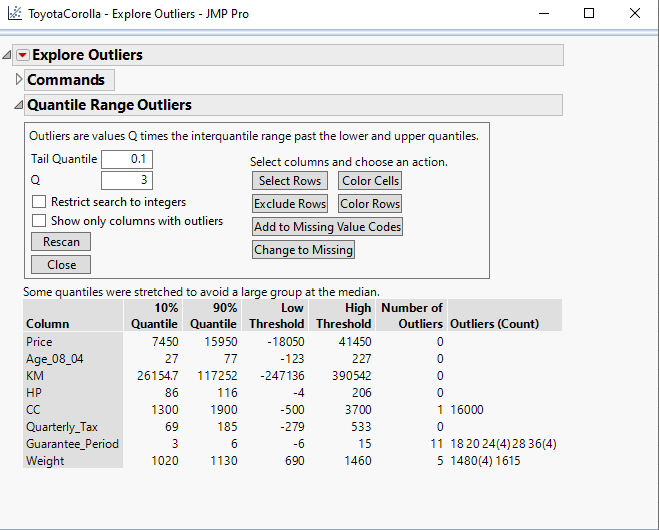 ToyotaCorolla - Explore Outliers - JMP Pro
Explore Outliers
Commands
Quantile Range Outliers
Outliers are values Q times the interquantile range past the lower and upper quantiles.
Tail Quantile 0.1
Q 3
Restrict search to integers
Show only columns with outliers
Rescan
Close
Select columns and choose an action.
Select Rows Color Cells
Exclude Rows Color Rows
Add to Missing Value Codes
Change to Missing
Some quantiles were stretched to avoid a large group at the median.
10% 90% Low High Number of
Column Quantile Quantile Threshold Threshold Outliers Outliers (Count)
Price 7450 15950 -18050 41450 0
Age_08_04 27 77 -123 227 0
KM 26154.7 117252 -247136 390542 0
HP 86 116 -4 206 0
CC 1300 1900 -500 3700 1 16000
Quarterly_Tax 69 185 -279 533 0
Guarantee_Period 3 6 -6 15 11 18 20 24(4) 28 36(4)
Weight 1020 1130 690 1460 5 1480(4) 1615